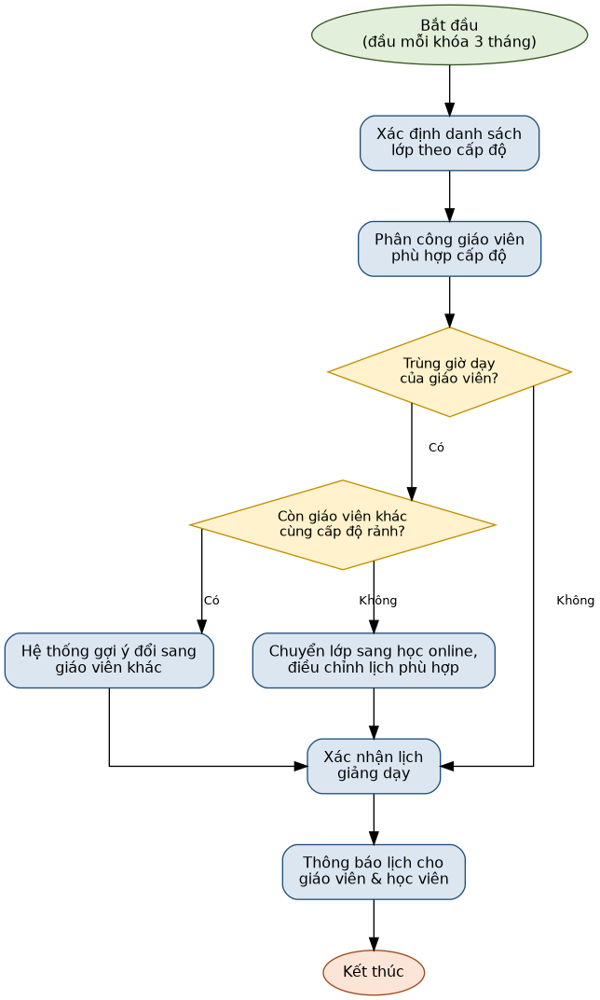 Bắt đầu
(đầu mỗi khóa 3 tháng)
Xác định danh sách
lớp theo cấp độ
Phân công giáo viên
phù hợp cấp độ
Trùng giờ dạy
của giáo viên?
Có
Còn giáo viên khác
cùng cấp độ rảnh?
Có
Không
Không
Hệ thống gợi ý đổi sang
giáo viên khác
Chuyển lớp sang học online,
điều chỉnh lịch phù hợp
Xác nhận lịch
giảng dạy
Thông báo lịch cho
giáo viên & học viên
Kết thúc